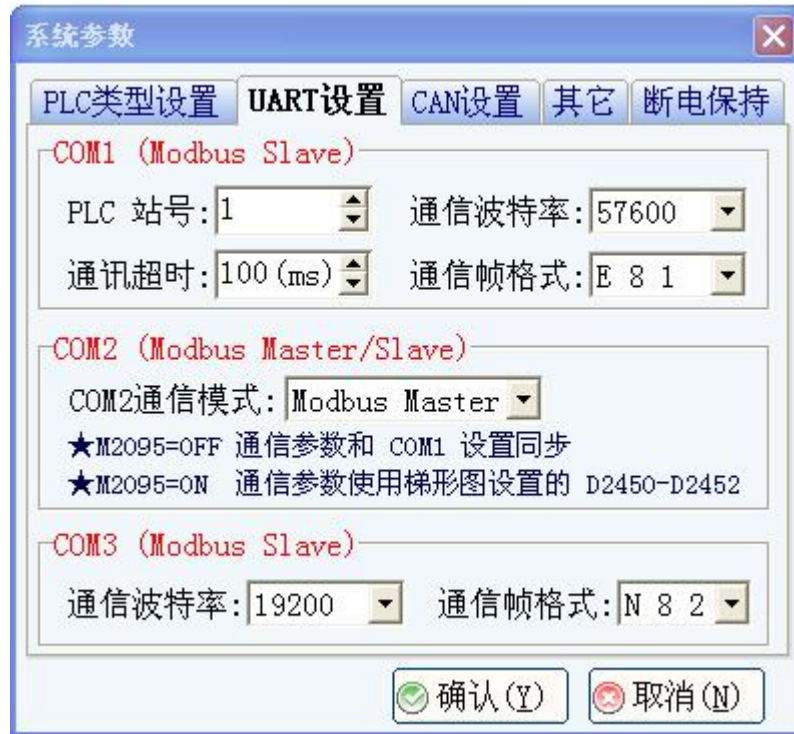 系统参数
PLC类型设置 UART设置 CAN设置 其它 断电保持
COM1 (Modbus Slave)
PLC 站号:1 通信波特率:57600
通讯超时:100(ms) 通信帧格式:E 8 1
COM2 (Modbus Master/Slave)
COM2通信模式:Modbus Master
★M2095=OFF 通信参数和 COM1 设置同步
★M2095=ON 通信参数使用梯形图设置的 D2450-D2452
COM3 (Modbus Slave)
通信波特率:19200 通信帧格式:N 8 2
确认(Y) 取消(N)